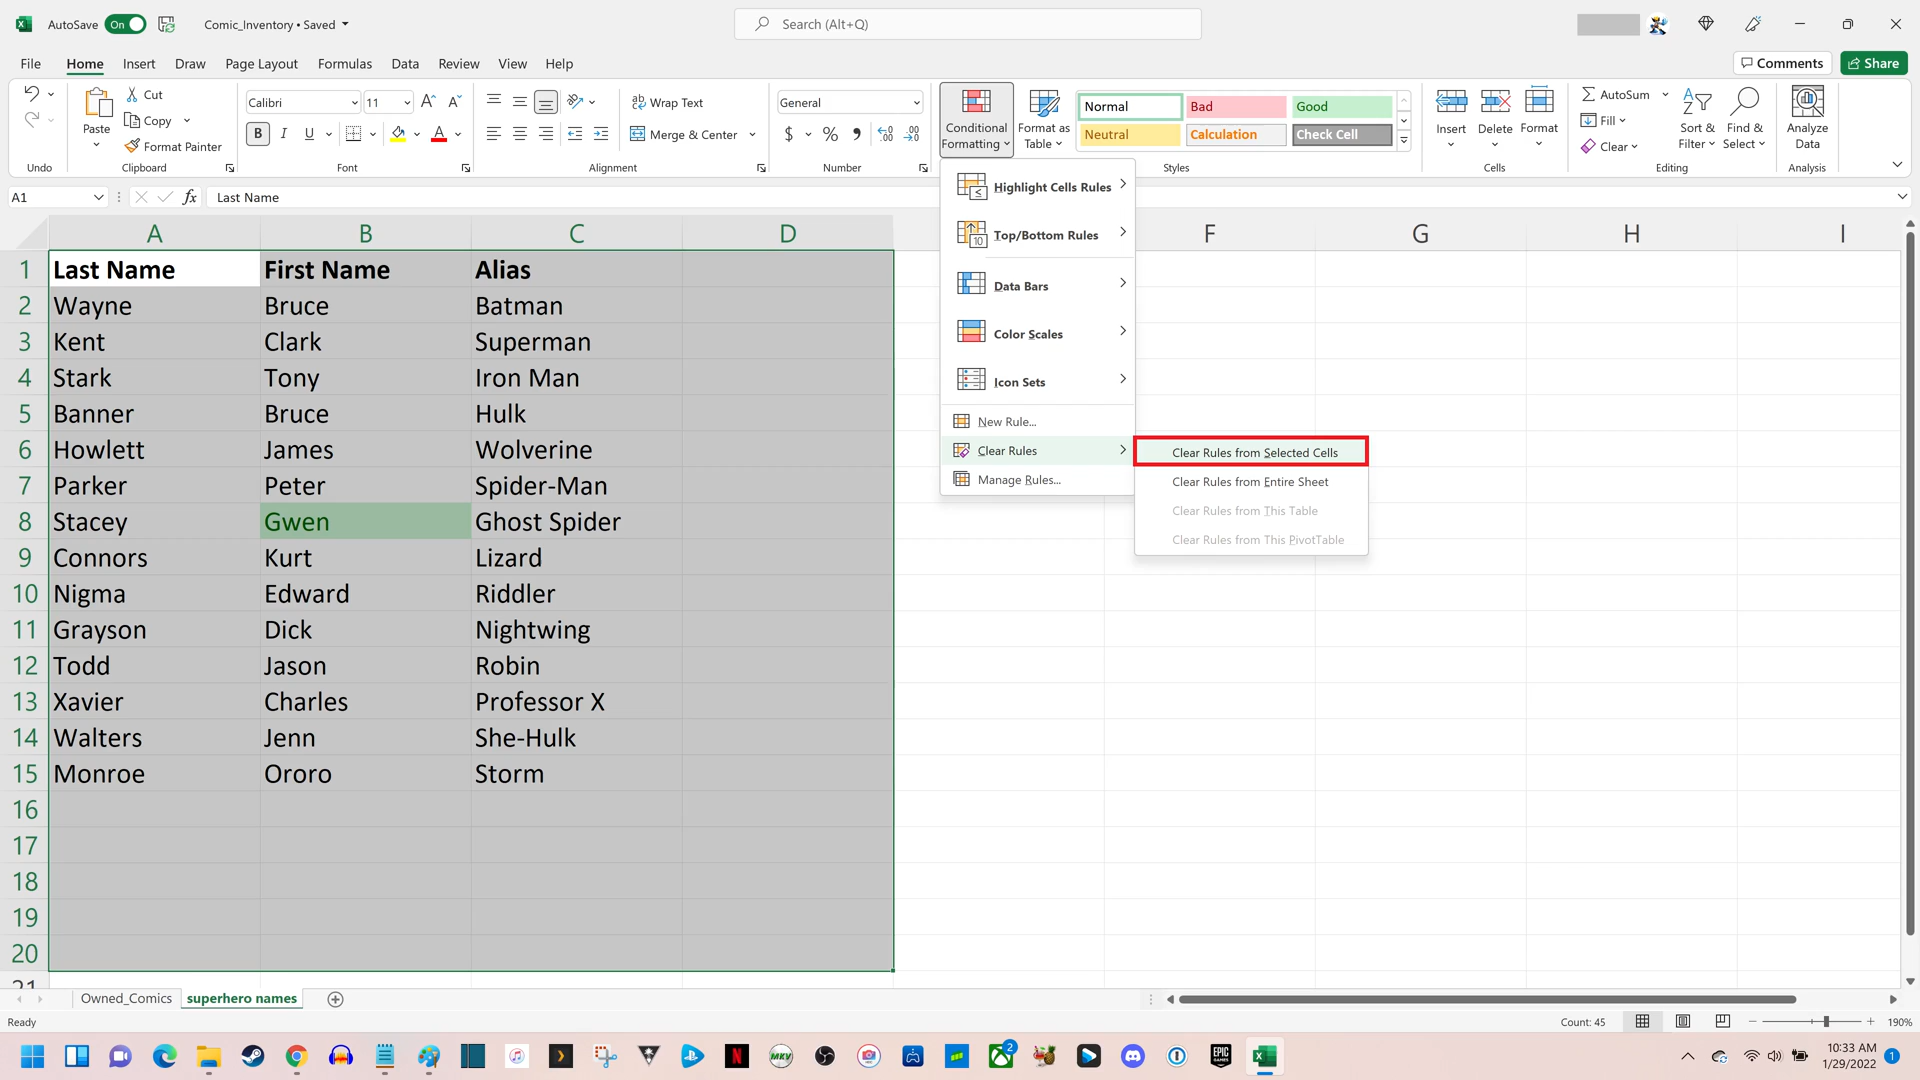 AutoSave On Comic_Inventory • Saved Search (Alt+Q)
File Home Insert Draw Page Layout Formulas Data Review View Help Comments Share
Paste Cut Copy Format Painter
Calibri 11 B I U A
Wrap Text Merge & Center
General $ % , .00
Conditional Formatting Format as Table
Normal Bad Good
Neutral Calculation Check Cell
Insert Delete Format
AutoSum Fill Clear
Sort & Filter Find & Select Analyze Data
Undo Clipboard Font Alignment Number Styles Cells Editing Analysis
A1 fx Last Name
Highlight Cells Rules
Top/Bottom Rules
Data Bars
Color Scales
Icon Sets
New Rule...
Clear Rules
Manage Rules...
Clear Rules from Selected Cells
Clear Rules from Entire Sheet
Clear Rules from This Table
Clear Rules from This PivotTable
A B C D F G H I
1 Last Name First Name Alias
2 Wayne Bruce Batman
3 Kent Clark Superman
4 Stark Tony Iron Man
5 Banner Bruce Hulk
6 Howlett James Wolverine
7 Parker Peter Spider-Man
8 Stacey Gwen Ghost Spider
9 Connors Kurt Lizard
10 Nigma Edward Riddler
11 Grayson Dick Nightwing
12 Todd Jason Robin
13 Xavier Charles Professor X
14 Walters Jenn She-Hulk
15 Monroe Ororo Storm
16
17
18
19
20
21
Owned_Comics superhero names
Ready Count: 45 190%
N MKV 2 EPIC GAMES 10:33 AM 1
1/29/2022